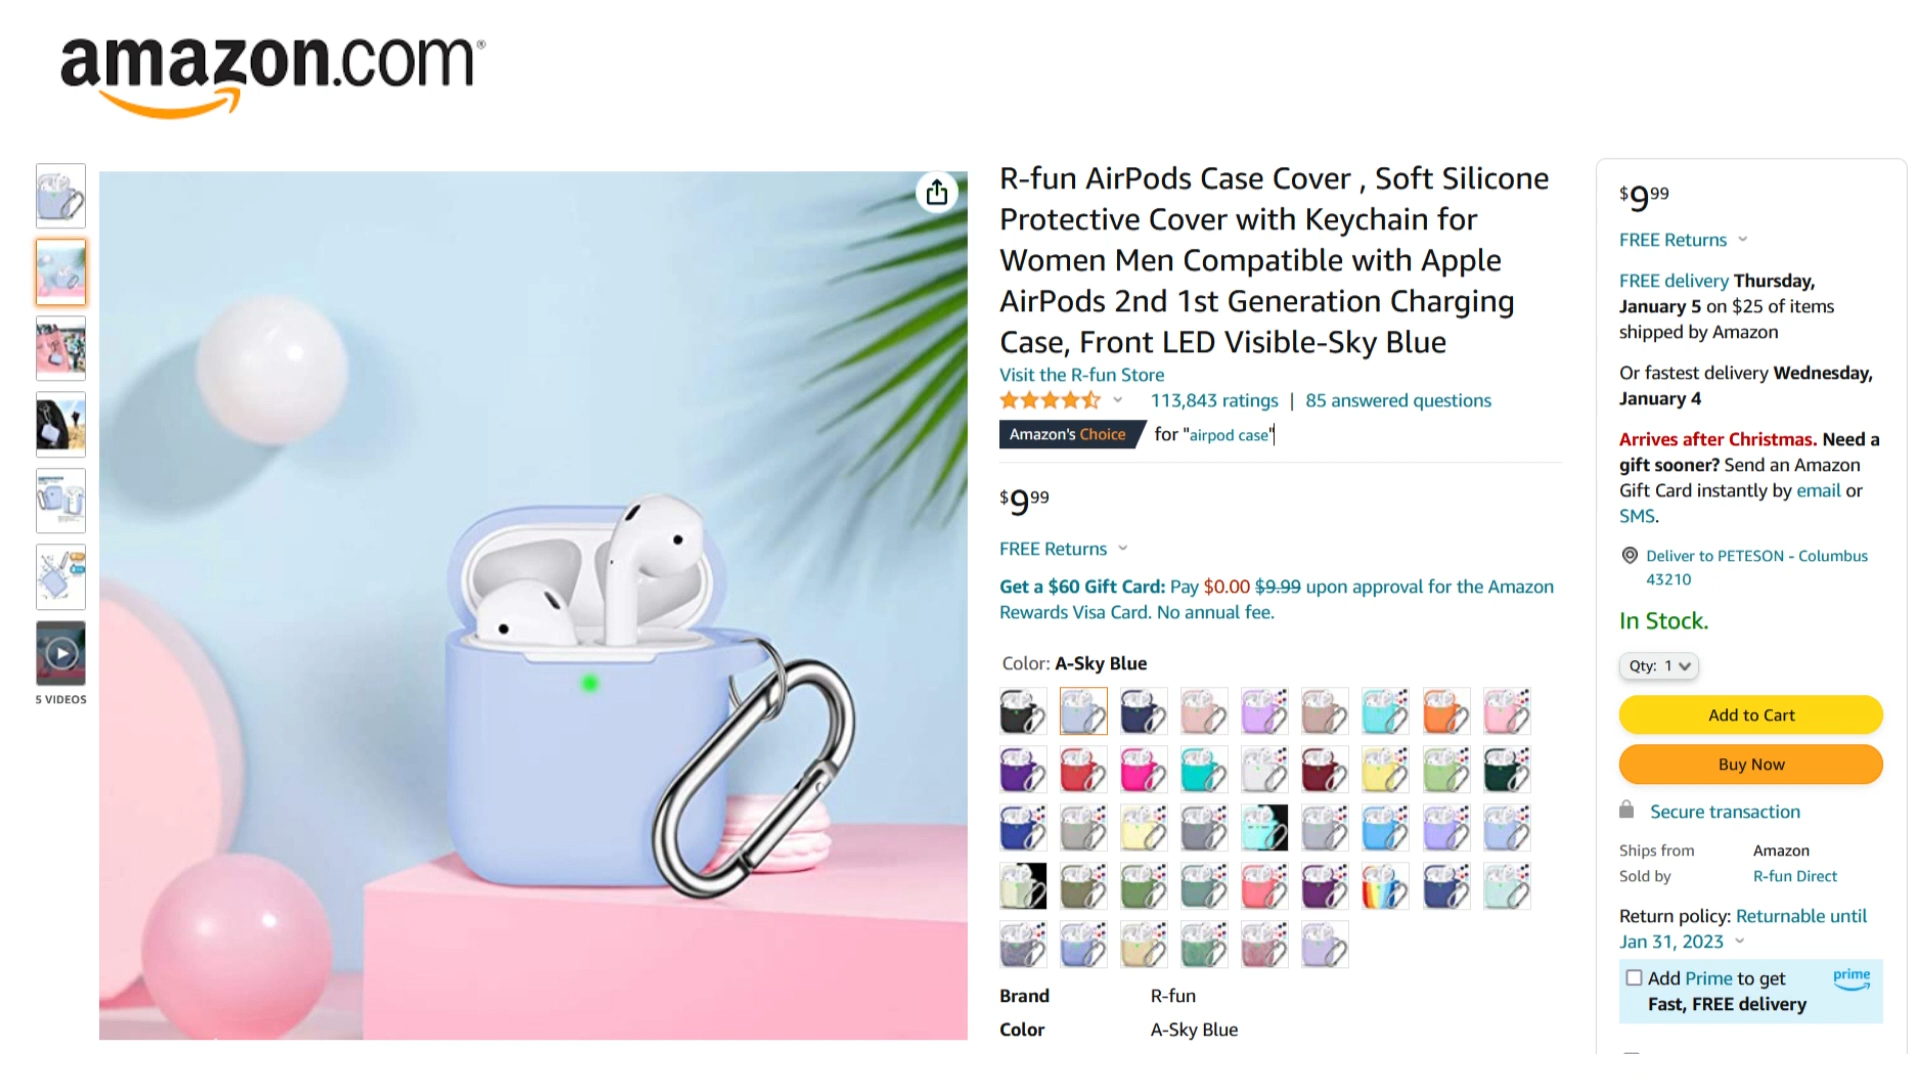 amazon.com®
R-fun AirPods Case Cover , Soft Silicone
Protective Cover with Keychain for
Women Men Compatible with Apple
AirPods 2nd 1st Generation Charging
Case, Front LED Visible-Sky Blue
Visit the R-fun Store
113,843 ratings | 85 answered questions
Amazon's Choice for "airpod case"
$9.99
FREE Returns
Get a $60 Gift Card: Pay $0.00 $9.99 upon approval for the Amazon
Rewards Visa Card. No annual fee.
Color: A-Sky Blue
Brand R-fun
Color A-Sky Blue
5 VIDEOS
$9.99
FREE Returns
FREE delivery Thursday,
January 5 on $25 of items
shipped by Amazon
Or fastest delivery Wednesday,
January 4
Arrives after Christmas. Need a
gift sooner? Send an Amazon
Gift Card instantly by email or
SMS.
Deliver to PETESON - Columbus
43210
In Stock.
Qty: 1
Add to Cart
Buy Now
Secure transaction
Ships from Amazon
Sold by R-fun Direct
Return policy: Returnable until
Jan 31, 2023
Add Prime to get
Fast, FREE delivery
prime